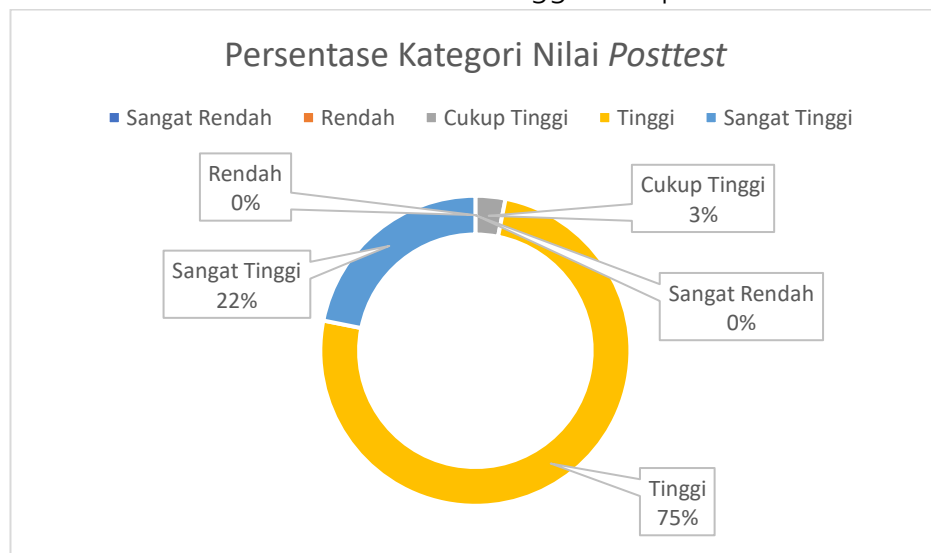 Persentase Kategori Nilai Posttest
Sangat Rendah Rendah Cukup Tinggi Tinggi Sangat Tinggi
Rendah
0%
Cukup Tinggi
3%
Sangat Tinggi
22%
Sangat Rendah
0%
Tinggi
75%